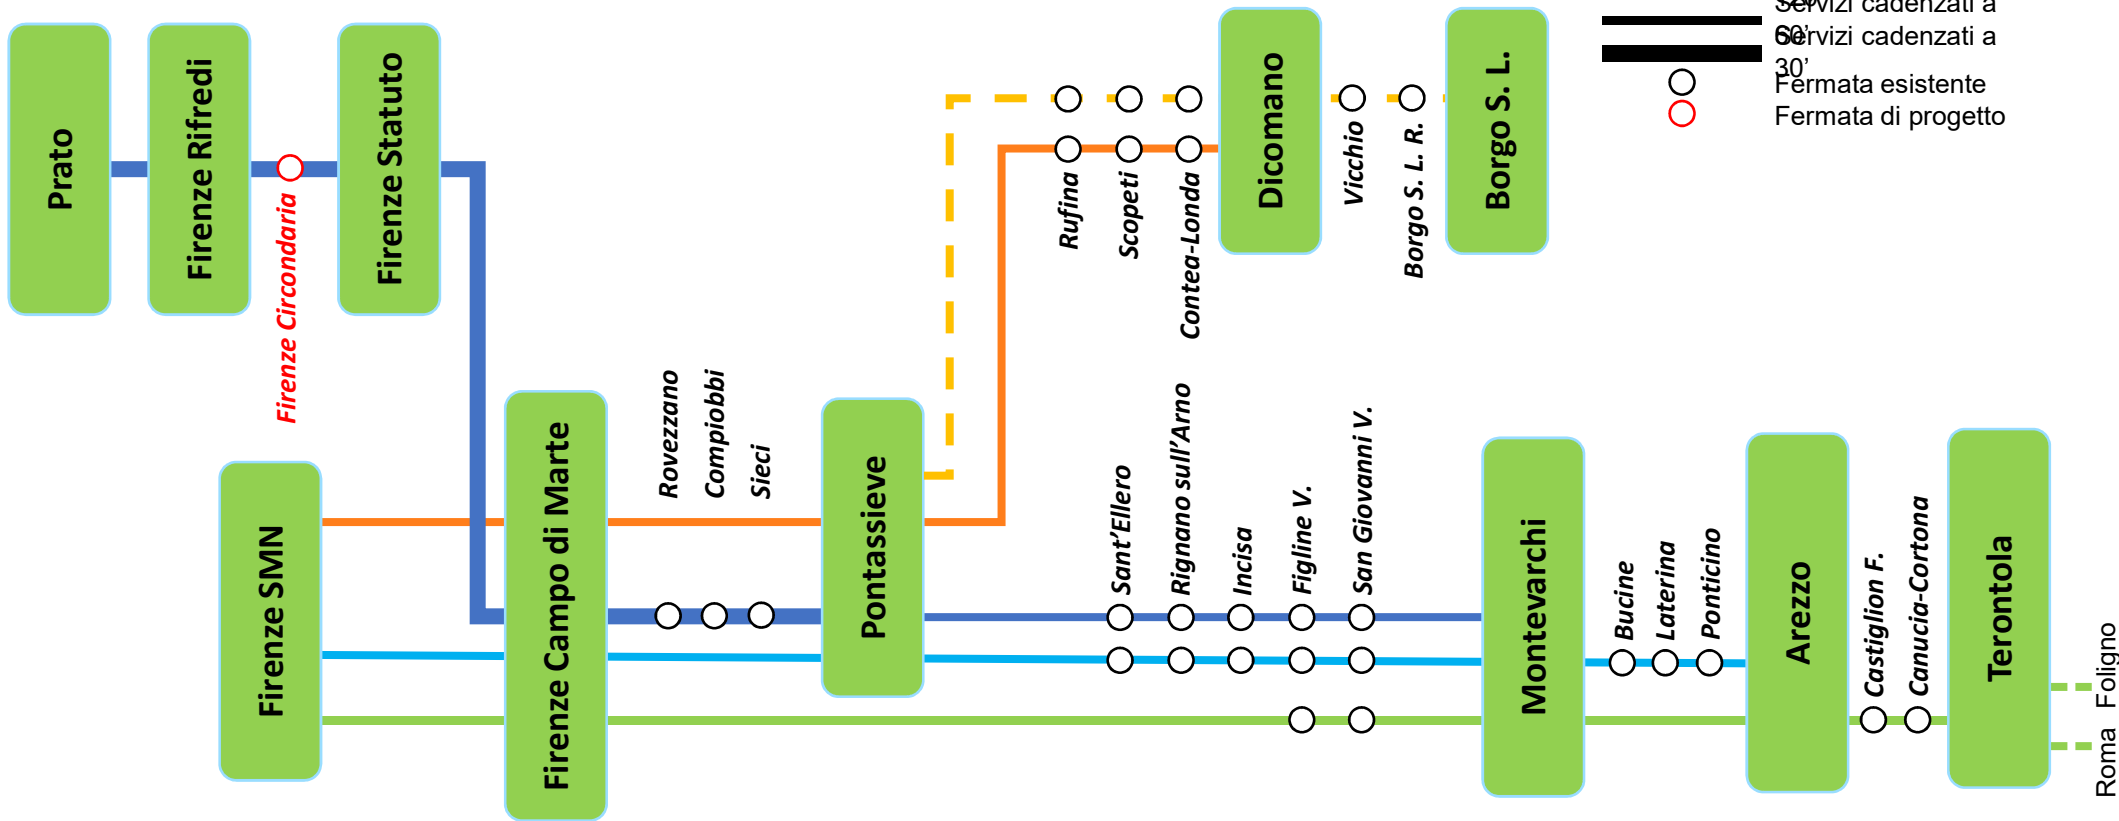 Servizi cadenzati a
60'
Servizi cadenzati a
30'
Fermata esistente
Fermata di progetto
Prato
Firenze Rifredi
Firenze Circondaria
Firenze Statuto
Rufina
Scopeti
Contea-Londa
Dicomano
Vicchio
Borgo S. L. R.
Borgo S. L.
Firenze SMN
Firenze Campo di Marte
Rovezzano
Compiobbi
Sieci
Pontassieve
Sant'Ellero
Rignano sull'Arno
Incisa
Figline V.
San Giovanni V.
Montevarchi
Bucine
Laterina
Ponticino
Arezzo
Castiglion F.
Canucia-Cortona
Terontola
Foligno
Roma